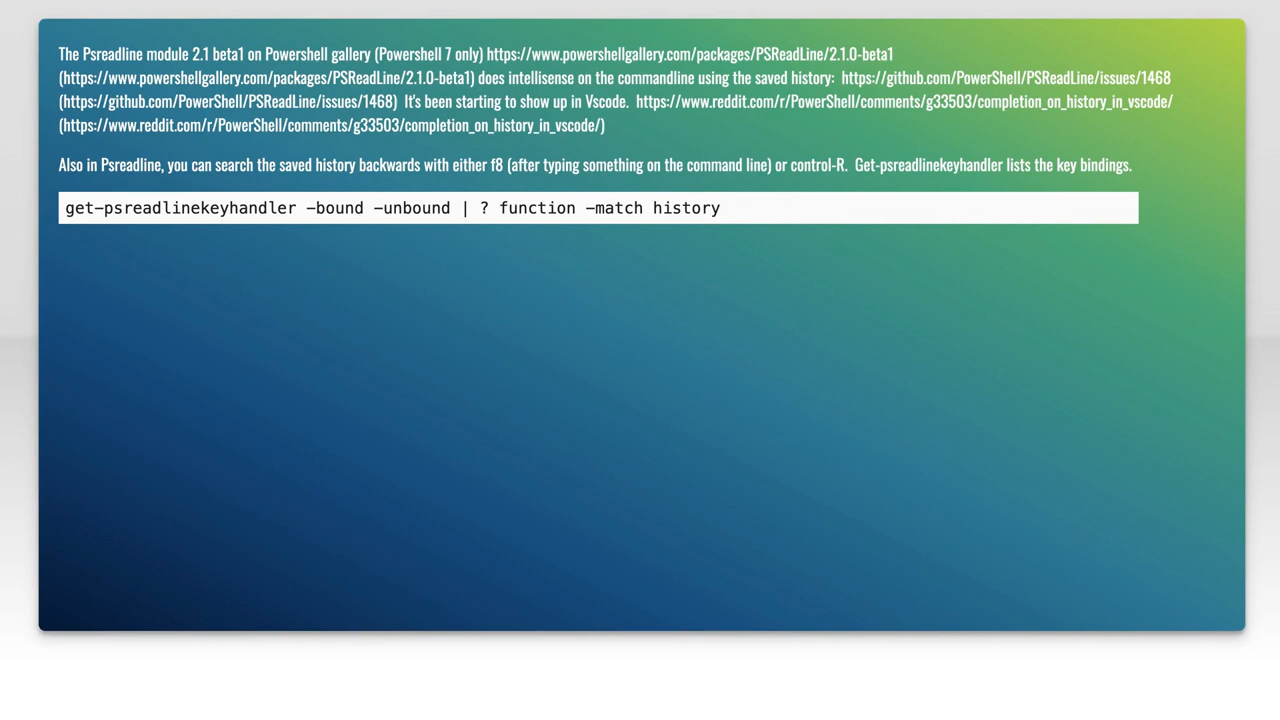 The Psreadline module 2.1 beta1 on Powershell gallery (Powershell 7 only) https://www.powershellgallery.com/packages/PSReadLine/2.1.0-beta1
(https://www.powershellgallery.com/packages/PSReadLine/2.1.0-beta1) does intellisense on the commandline using the saved history:  https://github.com/PowerShell/PSReadLine/issues/1468
(https://github.com/PowerShell/PSReadLine/issues/1468)  It's been starting to show up in Vscode.  https://www.reddit.com/r/PowerShell/comments/g33503/completion_on_history_in_vscode/
(https://www.reddit.com/r/PowerShell/comments/g33503/completion_on_history_in_vscode/)
Also in Psreadline, you can search the saved history backwards with either f8 (after typing something on the command line) or control-R.  Get-psreadlinekeyhandler lists the key bindings.
get-psreadlinekeyhandler -bound -unbound | ? function -match history